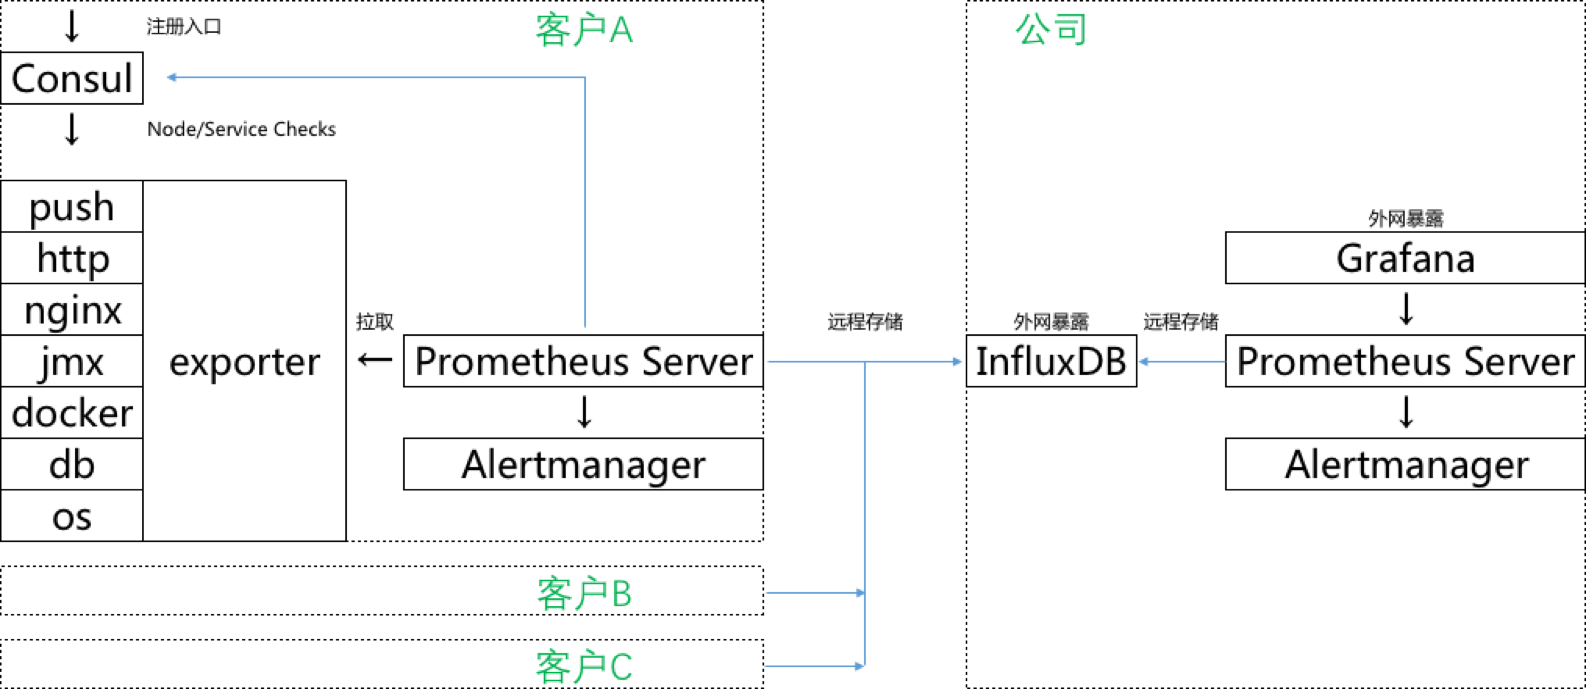 注册入口
客户A
公司
Consul
Node/Service Checks
push
http
nginx
jmx
docker
db
os
exporter
拉取
Prometheus Server
Alertmanager
远程存储
外网暴露
InfluxDB
远程存储
外网暴露
Grafana
Prometheus Server
Alertmanager
客户B
客户C